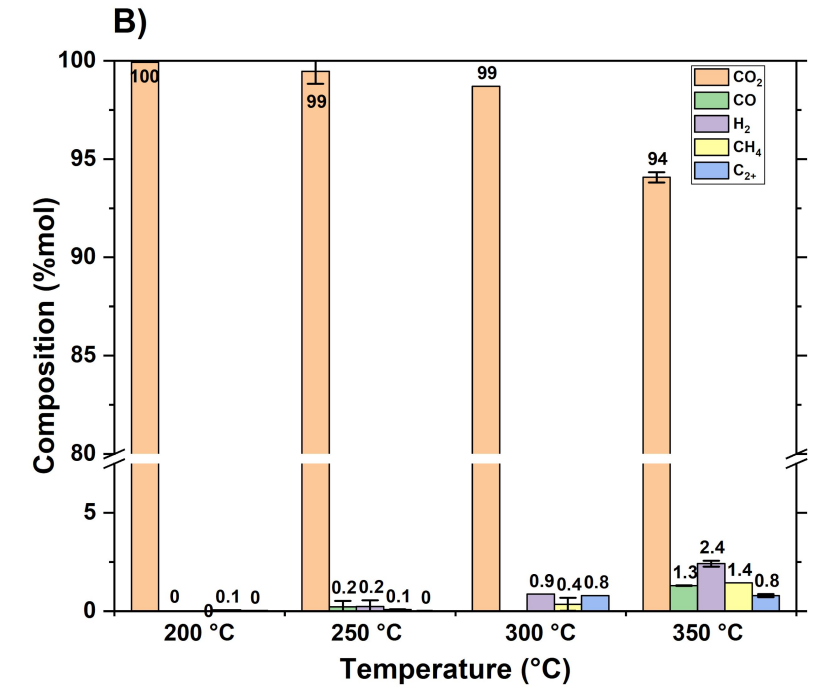 B)
Composition (%mol)
100
95
90
85
80
5
0
100
0
0
0.1
0
99
0.2
0.2
0.1
0
99
0.9
0.4
0.8
94
1.3
2.4
1.4
0.8
CO₂
CO
H₂
CH₄
C₂₊
200 °C
250 °C
300 °C
350 °C
Temperature (°C)